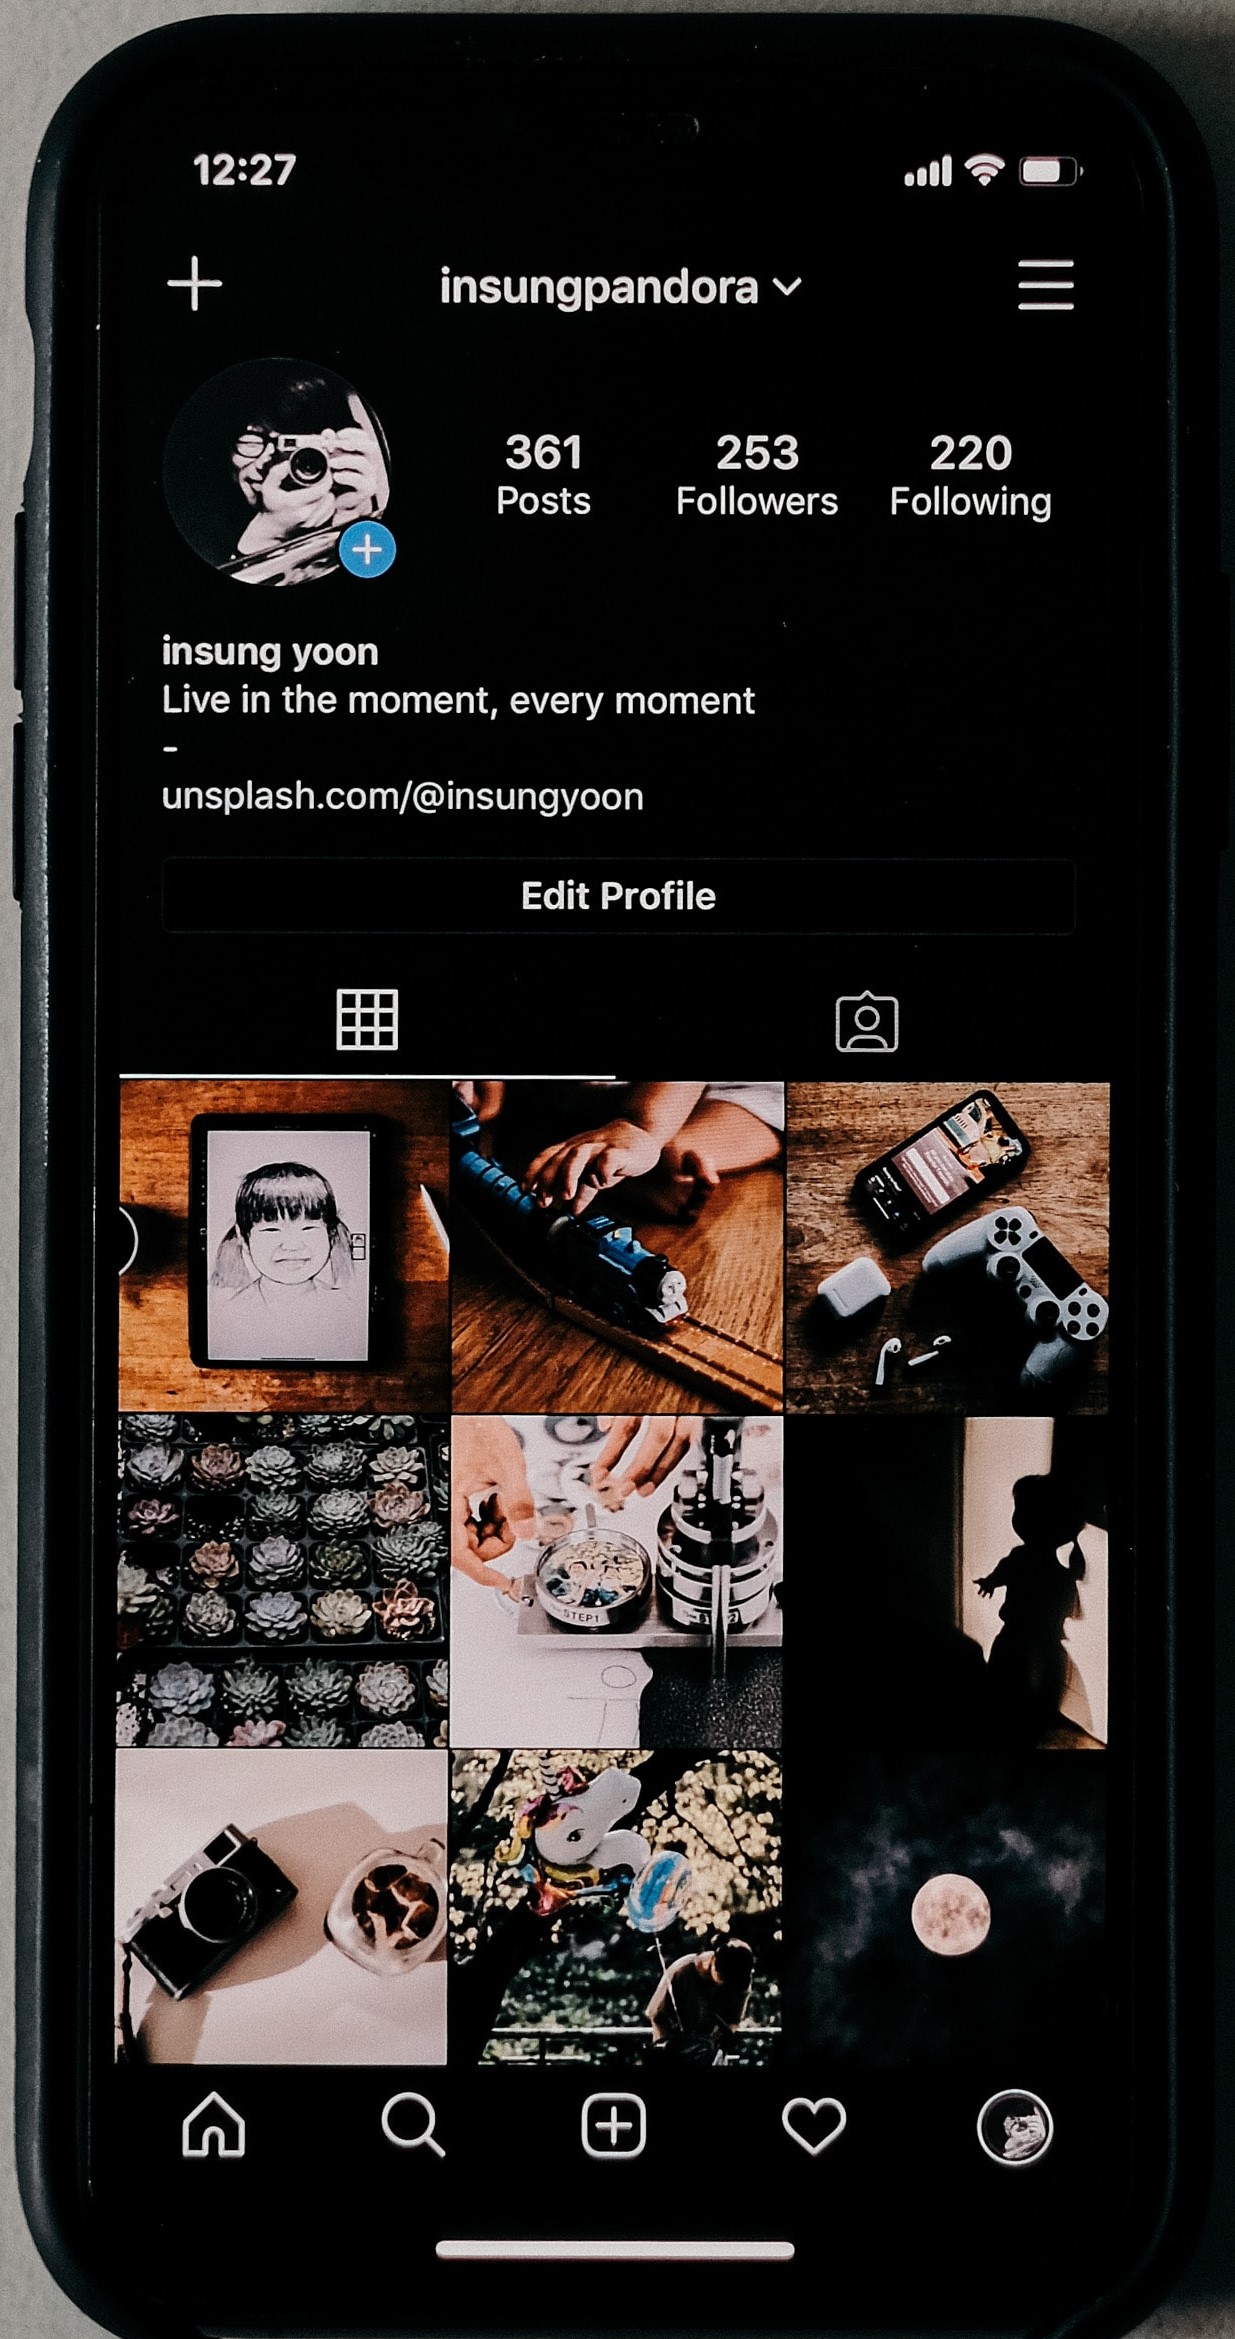 12:27
insungpandora
361 253 220
Posts Followers Following
insung yoon
Live in the moment, every moment
-
unsplash.com/@insungyoon
Edit Profile
STEP1